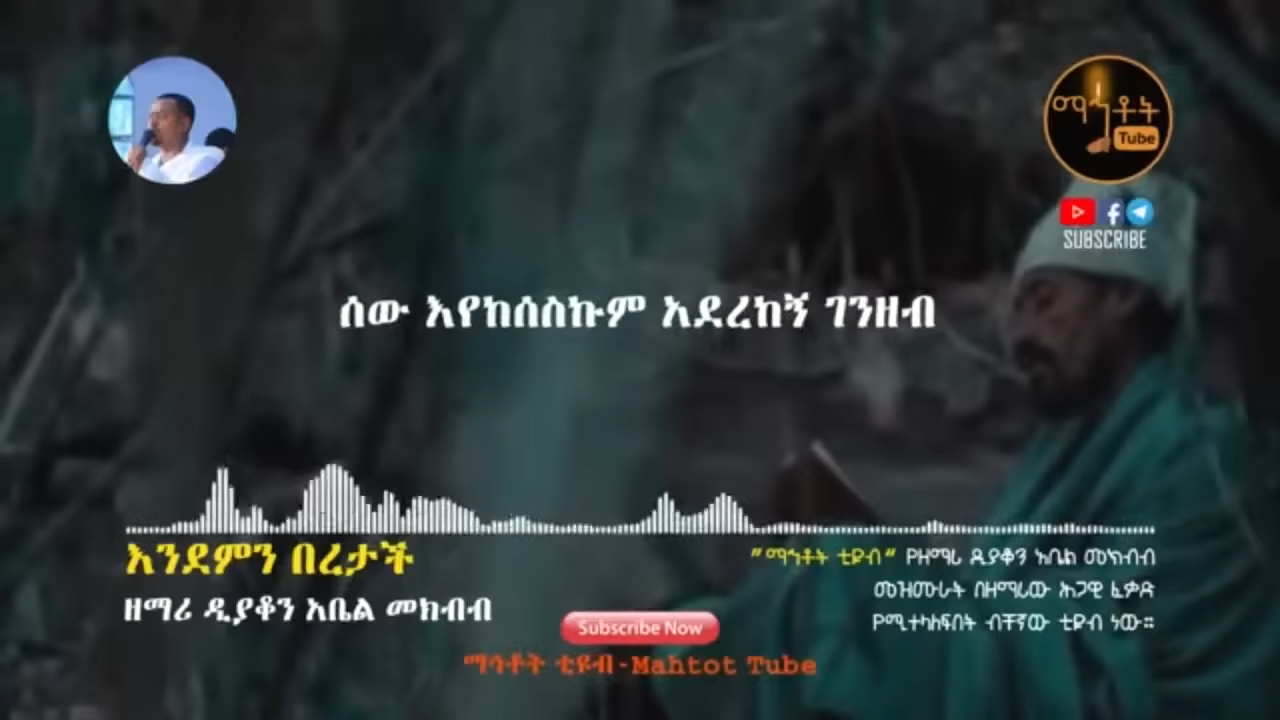 ማኅቶት
Tube
SUBSCRIBE
ሰው እየከሰስኩም አደረከኝ ገንዘብ
እንደምን በረታች
ዘማሪ ዲያቆን አቤል መክብብ
"ማኅቶት ቲዩብ" የዘማሪ ዲያቆን አቤል መክብብ
መዝሙራት በዘማሪው ሕጋዊ ፈቃድ
የሚተላለፍበት ብቸኛው ቲዩብ ነው።
Subscribe Now
ማኅቶት ቲዩብ-Mahtot Tube